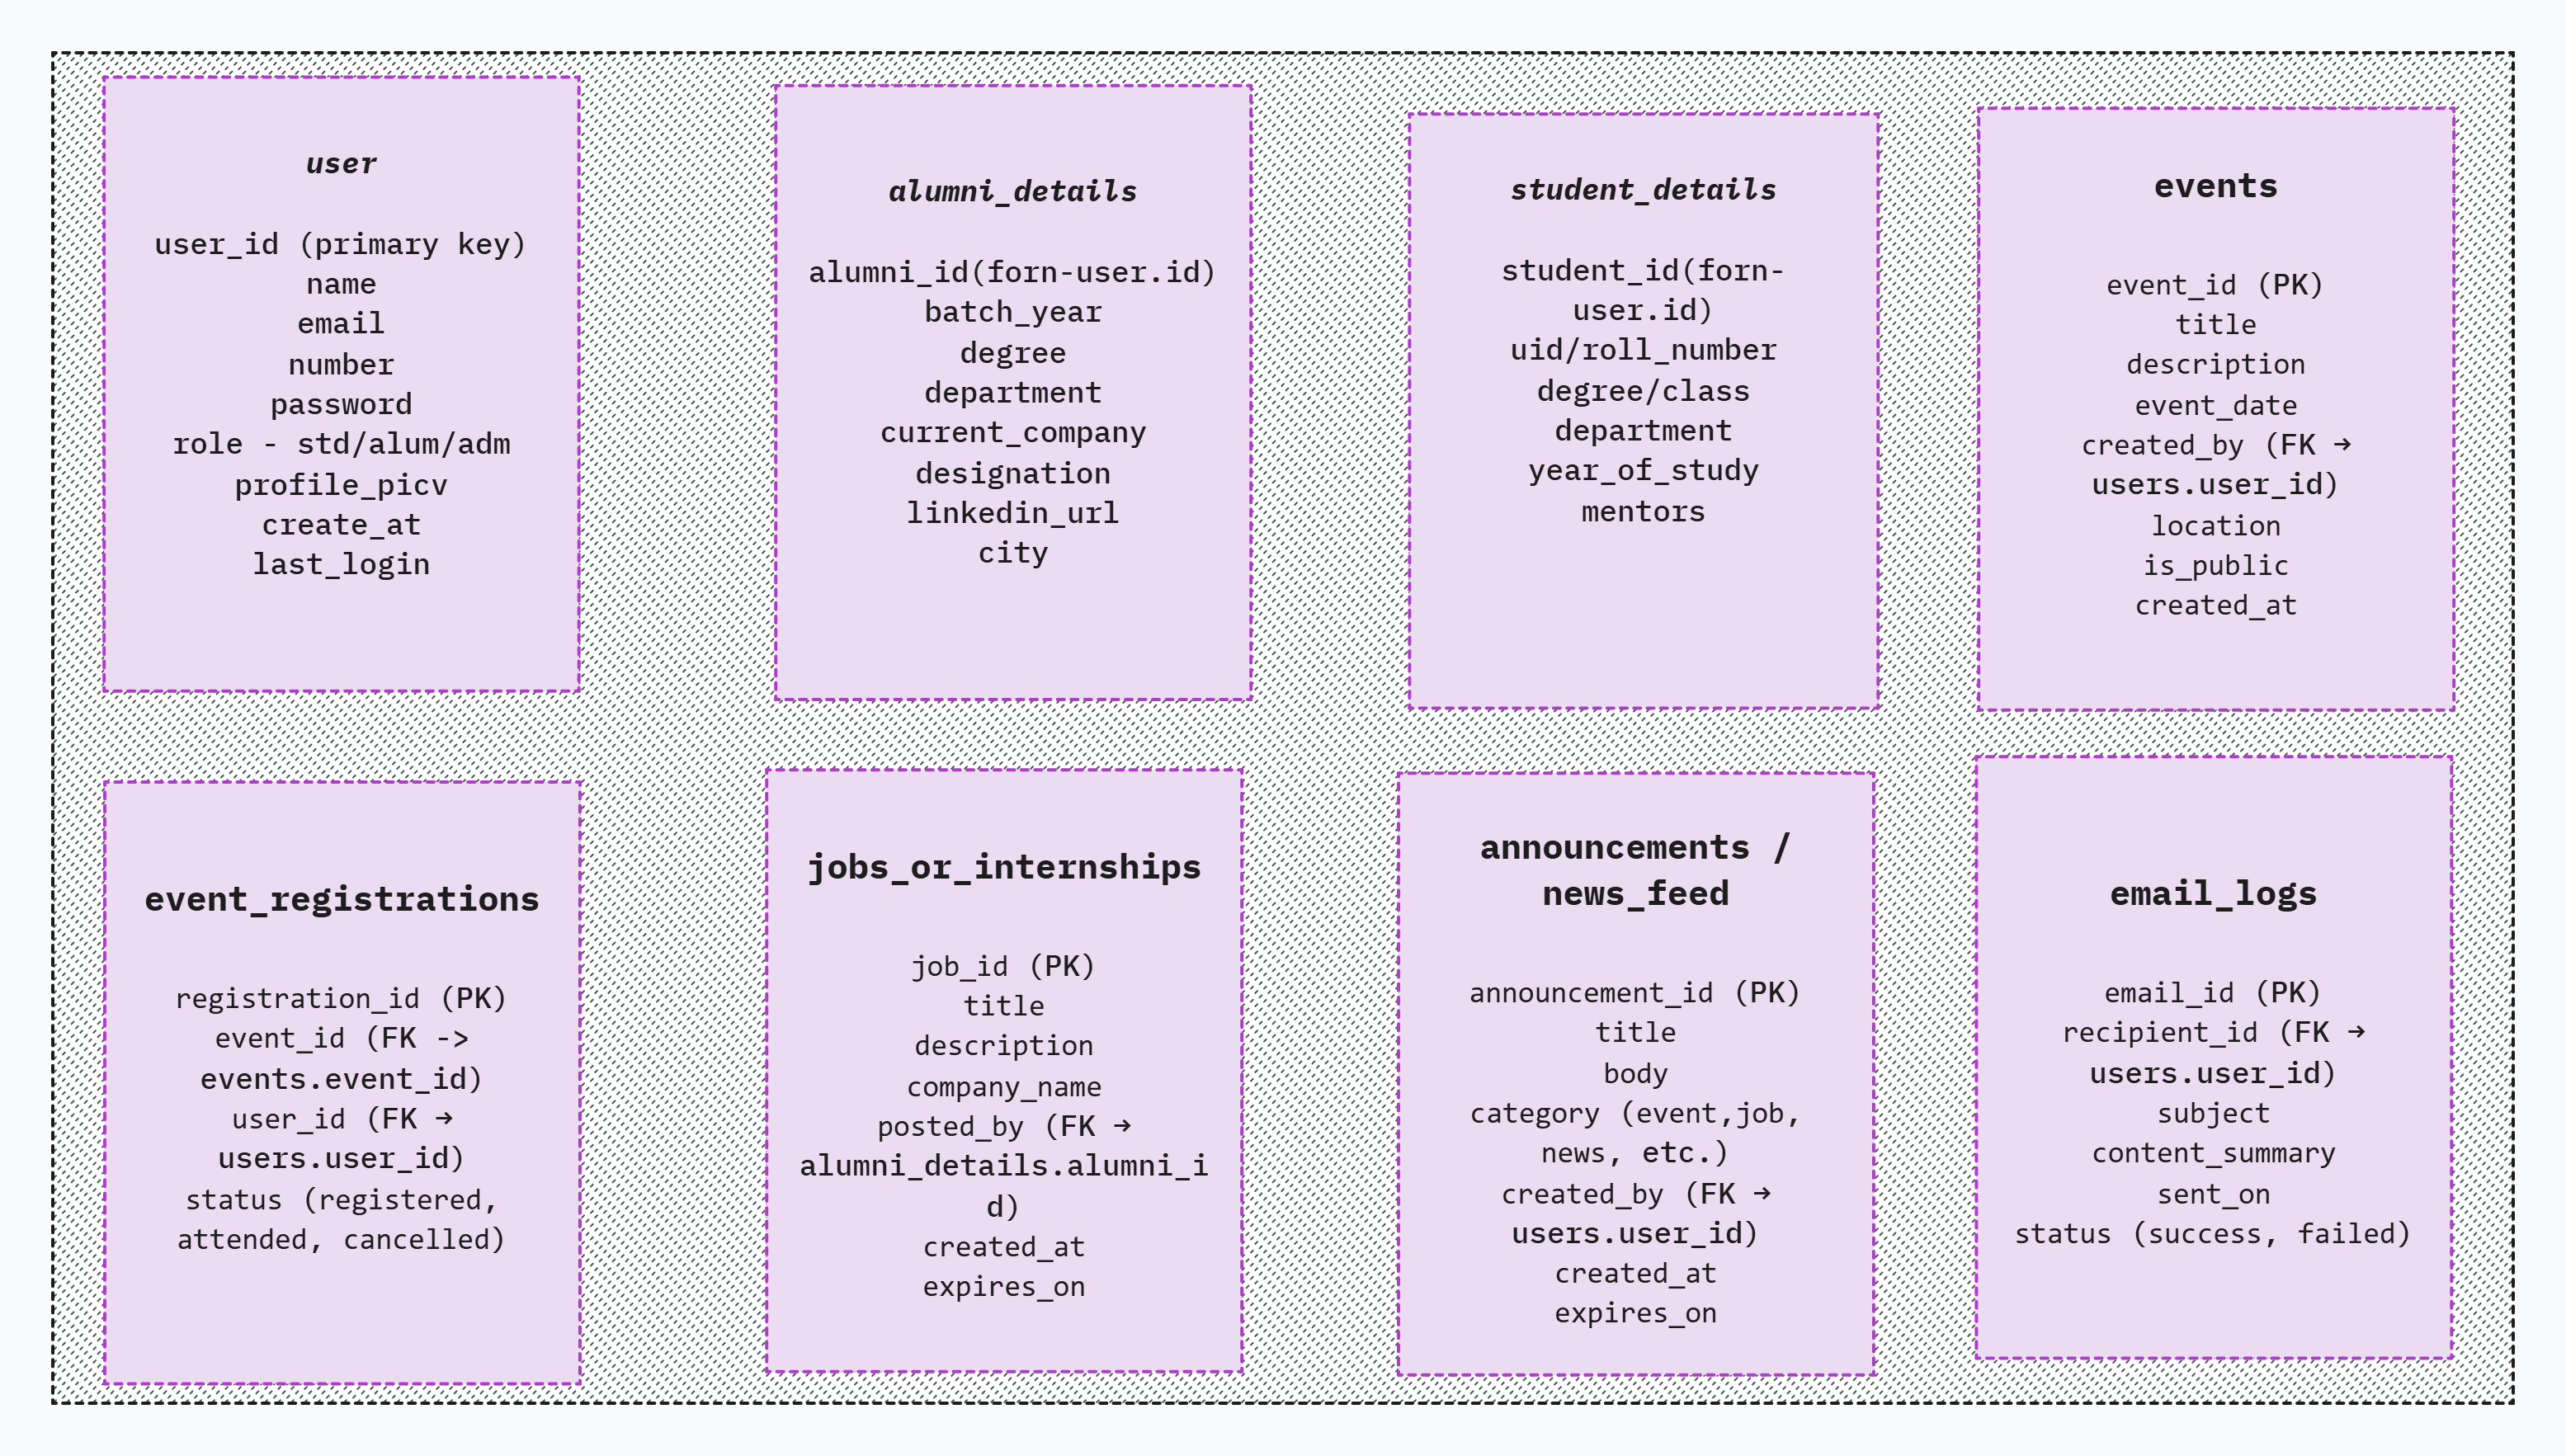 user
user_id (primary key)
name
email
number
password
role - std/alum/adm
profile_picv
create_at
last_login
alumni_details
alumni_id(forn-user.id)
batch_year
degree
department
current_company
designation
linkedin_url
city
student_details
student_id(forn-
user.id)
uid/roll_number
degree/class
department
year_of_study
mentors
events
event_id (PK)
title
description
event_date
created_by (FK →
users.user_id)
location
is_public
created_at
event_registrations
registration_id (PK)
event_id (FK ->
events.event_id)
user_id (FK →
users.user_id)
status (registered,
attended, cancelled)
jobs_or_internships
job_id (PK)
title
description
company_name
posted_by (FK →
alumni_details.alumni_i
d)
created_at
expires_on
announcements /
news_feed
announcement_id (PK)
title
body
category (event,job,
news, etc.)
created_by (FK →
users.user_id)
created_at
expires_on
email_logs
email_id (PK)
recipient_id (FK →
users.user_id)
subject
content_summary
sent_on
status (success, failed)